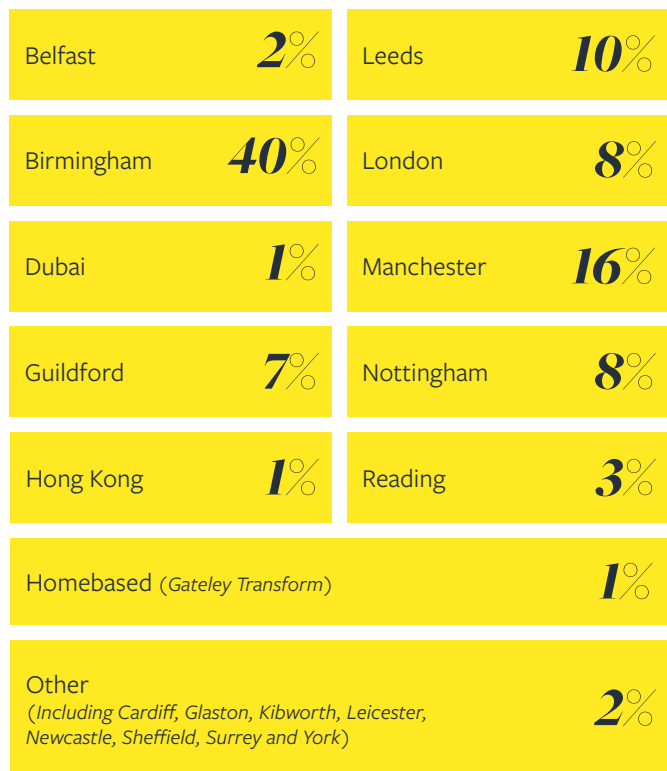 Belfast 2%
Leeds 10%
Birmingham 40%
London 8%
Dubai 1%
Manchester 16%
Guildford 7%
Nottingham 8%
Hong Kong 1%
Reading 3%
Homebased (Gateley Transform) 1%
Other 2%
(Including Cardiff, Glaston, Kibworth, Leicester,
Newcastle, Sheffield, Surrey and York)